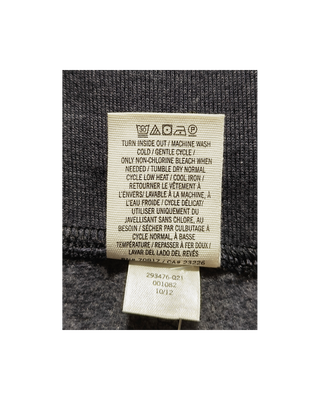 TURN INSIDE OUT / MACHINE WASH
COLD / GENTLE CYCLE /
ONLY NON-CHLORINE BLEACH WHEN
NEEDED / TUMBLE DRY NORMAL
CYCLE LOW HEAT / COOL IRON /
RETOURNER LE VÊTEMENT À
L'ENVERS/ LAVABLE À LA MACHINE, À
L'EAU FROIDE / CYCLE DÉLICAT/
UTILISER UNIQUEMENT DU
JAVELLISANT SANS CHLORE, AU
BESOIN / SÉCHER PAR CULBUTAGE À
CYCLE NORMAL, À BASSE
TEMPÉRATURE / REPASSER À FER DOUX /
LAVAR DEL LADO DEL REVÉS
CA# 23226
293476-021
001082
10/12